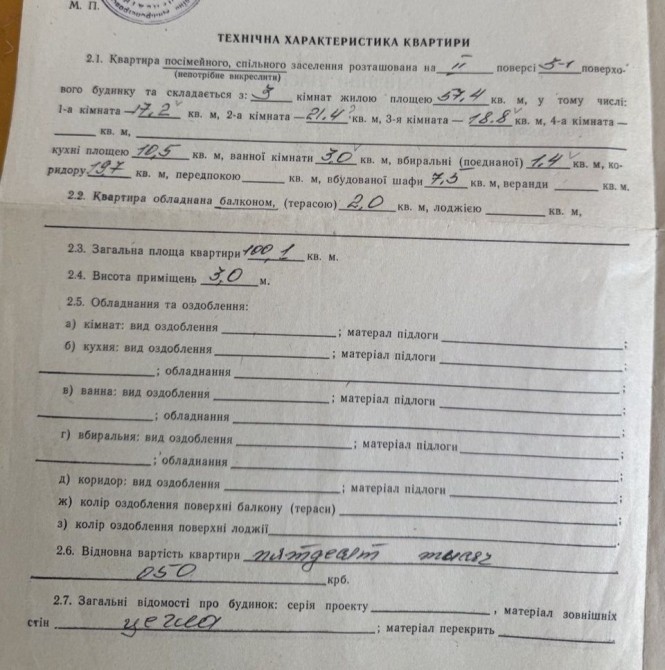 М. П.
ТЕХНІЧНА ХАРАКТЕРИСТИКА КВАРТИРИ
2.1. Квартира посімейного, спільного заселення розташована на II поверсі 5-ч поверхо-
(непотрібне викреслити)
вого будинку та складається з: 3 кімнат жилою площею 57,4 кв. м, у тому числі:
1-а кімната — 17,2 кв. м, 2-а кімната — 21,4 кв. м, 3-я кімната — 18.8 кв. м, 4-а кімната —
кв. м,
кухні площею 10,5 кв. м, ванної кімнати 3,0 кв. м, вбиральні (поєднаної) 1,4 кв. м, ко-
ридору 19,7 кв. м, передпокою кв. м, вбудованої шафи 7,3 кв. м, веранди кв. м.
2.2. Квартира обладнана балконом, (терасою) 2,0 кв. м, лоджією кв. м,
2.3. Загальна площа квартири 100,1 кв. м.
2.4. Висота приміщень 3,0 м.
2.5. Обладнання та оздоблення:
а) кімнат: вид оздоблення ; матерал підлоги ;
б) кухня: вид оздоблення ; матеріал підлоги
; обладнання ;
в) ванна: вид оздоблення ; матеріал підлоги ;
; обладнання ;
г) вбиральня: вид оздоблення ; матеріал підлоги ;
; обладнання ;
д) коридор: вид оздоблення ; матеріал підлоги ;
ж) колір оздоблення поверхні балкону (тераси) ;
з) колір оздоблення поверхні лоджії
2.6. Відновна вартість квартири пятдесят тисяч
050 крб.
2.7. Загальні відомості про будинок: серія проекту , матеріал зовнішніх
стін цегла ; матеріал перекрить